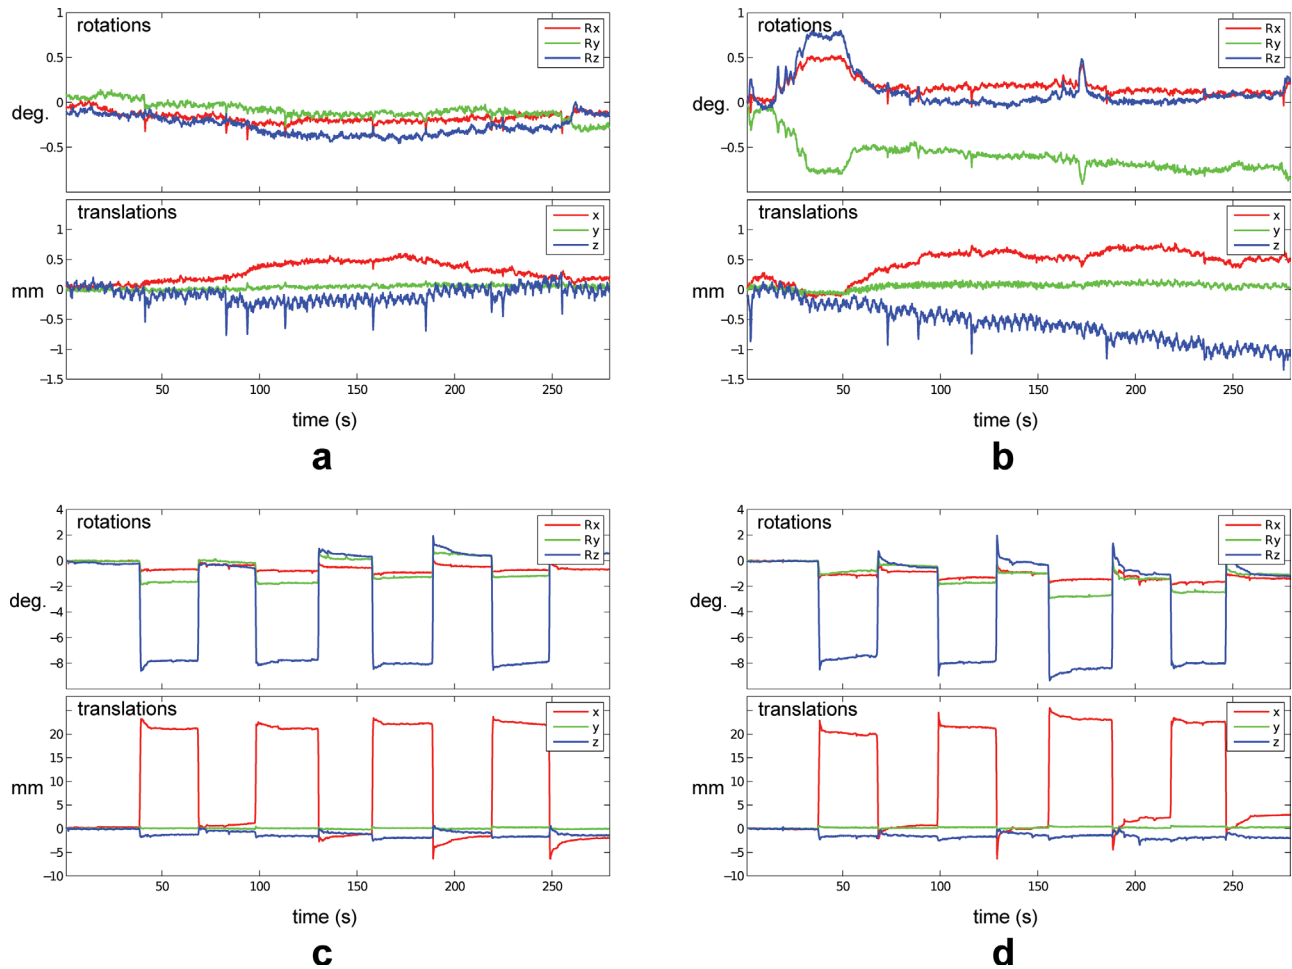 rotations
Rx
Ry
Rz
1
0.5
0
−0.5
deg.
translations
x
y
z
1
0.5
0
−0.5
−1
−1.5
mm
50 100 150 200 250
time (s)
a
rotations
Rx
Ry
Rz
1
0.5
0
−0.5
deg.
translations
x
y
z
1
0.5
0
−0.5
−1
−1.5
mm
50 100 150 200 250
time (s)
b
rotations
Rx
Ry
Rz
4
2
0
−2
−4
−6
−8
deg.
translations
x
y
z
20
15
10
5
0
−5
−10
mm
50 100 150 200 250
time (s)
c
rotations
Rx
Ry
Rz
4
2
0
−2
−4
−6
−8
deg.
translations
x
y
z
20
15
10
5
0
−5
−10
mm
50 100 150 200 250
time (s)
d